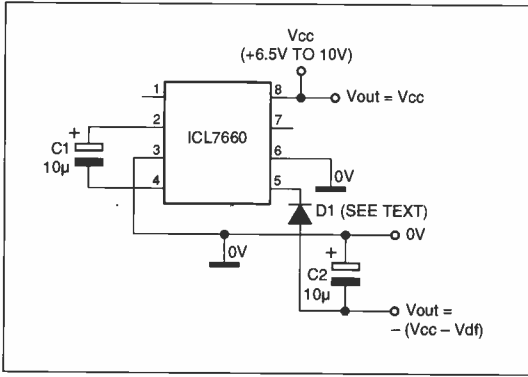 Vcc
(+6.5V TO 10V)
1
8
Vout = Vcc
2
7
ICL7660
+
C1
10µ
3
6
0V
4
5
D1 (SEE TEXT)
0V
0V
+
C2
10µ
Vout =
– (Vcc – Vdf)